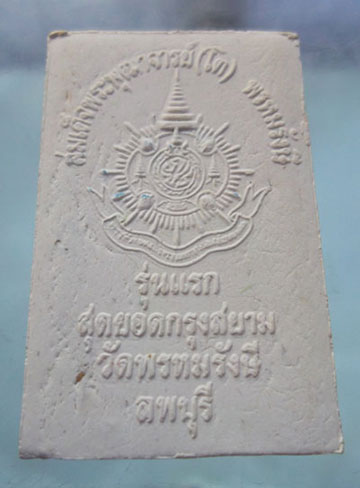 สมเด็จพระพุฒาจารย์(โต) พรหมรังษี
รุ่นแรก
สุดยอดกรุงสยาม
วัดพรหมรังษี
ลพบุรี